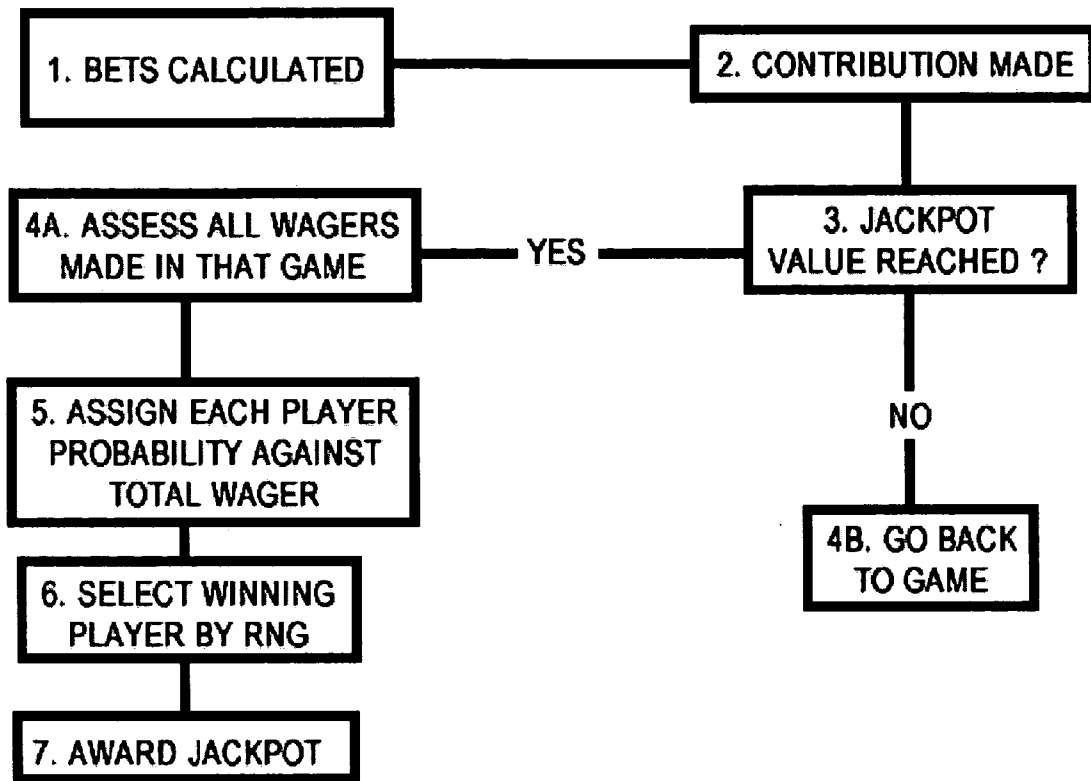 1. BETS CALCULATED
2. CONTRIBUTION MADE
3. JACKPOT
VALUE REACHED ?
YES
4A. ASSESS ALL WAGERS
MADE IN THAT GAME
NO
4B. GO BACK
TO GAME
5. ASSIGN EACH PLAYER
PROBABILITY AGAINST
TOTAL WAGER
6. SELECT WINNING
PLAYER BY RNG
7. AWARD JACKPOT